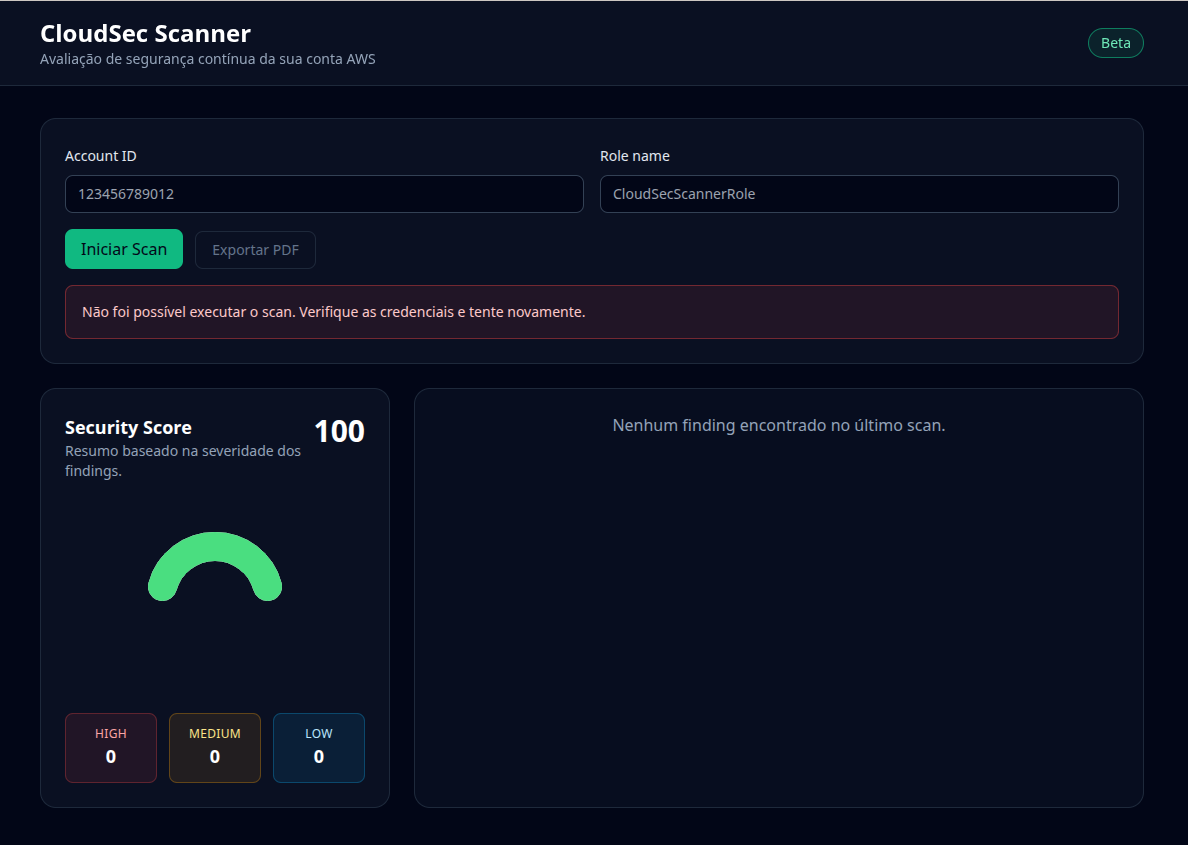 CloudSec Scanner
Avaliação de segurança contínua da sua conta AWS
Beta
Account ID
Role name
123456789012
CloudSecScannerRole
Iniciar Scan
Exportar PDF
Não foi possível executar o scan. Verifique as credenciais e tente novamente.
Security Score
100
Resumo baseado na severidade dos
findings.
HIGH
0
MEDIUM
0
LOW
0
Nenhum finding encontrado no último scan.